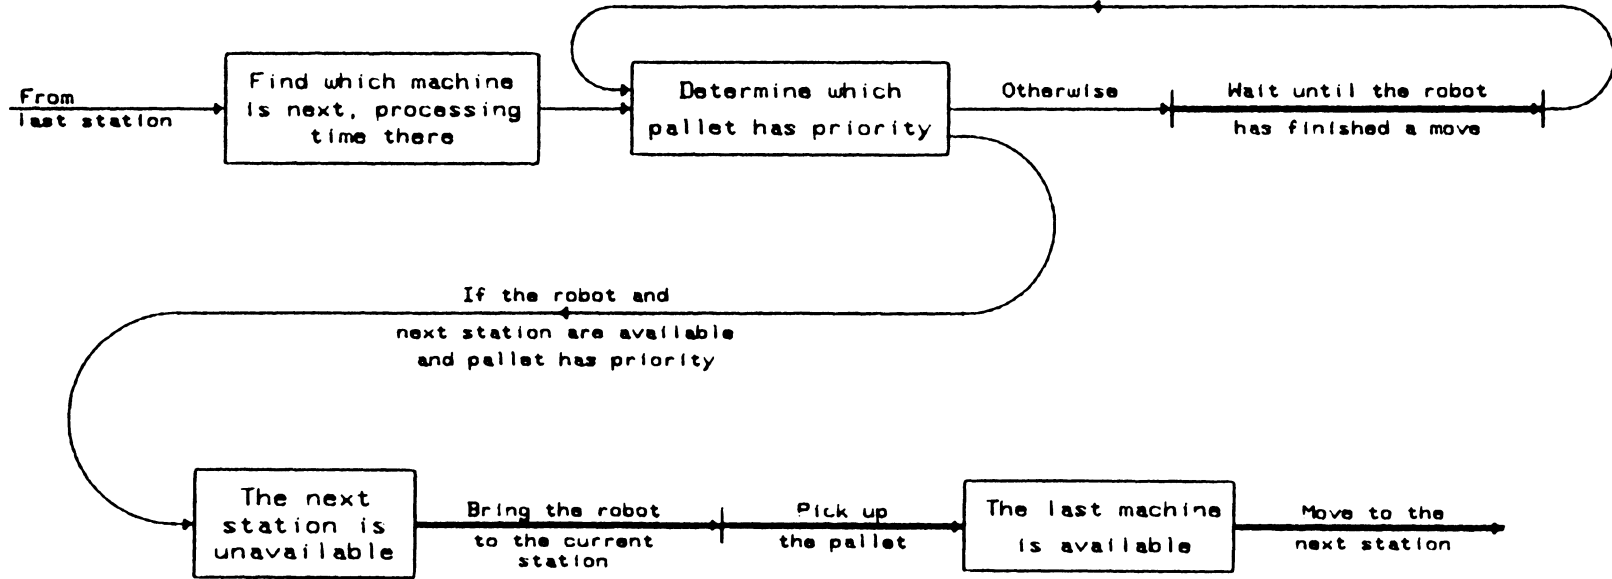 From
last station
Find which machine
is next, processing
time there
Determine which
pallet has priority
Otherwise
Wait until the robot
has finished a move
If the robot and
next station are available
and pallet has priority
The next
station is
unavailable
Bring the robot
to the current
station
Pick up
the pallet
The last machine
is available
Move to the
next station